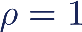 ρ = 1